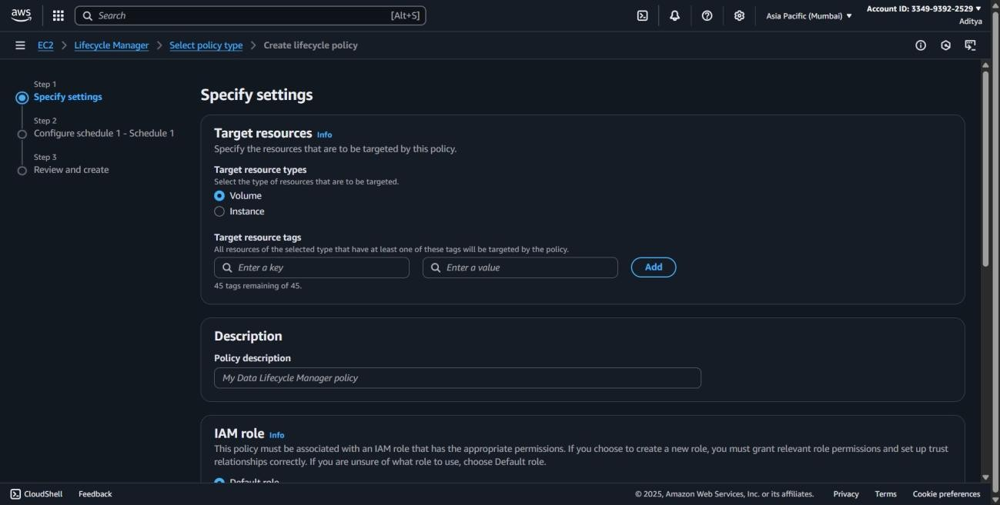 aws
Search [Alt+S]
Asia Pacific (Mumbai) ▼
Account ID: 3349-9392-2529 ▼
Aditya
EC2 > Lifecycle Manager > Select policy type > Create lifecycle policy
Step 1
Specify settings
Step 2
Configure schedule 1 - Schedule 1
Step 3
Review and create
Specify settings
Target resources Info
Specify the resources that are to be targeted by this policy.
Target resource types
Select the type of resources that are to be targeted.
Volume
Instance
Target resource tags
All resources of the selected type that have at least one of these tags will be targeted by the policy.
Enter a key Enter a value Add
45 tags remaining of 45.
Description
Policy description
My Data Lifecycle Manager policy
IAM role Info
This policy must be associated with an IAM role that has the appropriate permissions. If you choose to create a new role, you must grant relevant role permissions and set up trust
relationships correctly. If you are unsure of what role to use, choose Default role.
Default role
CloudShell Feedback © 2025, Amazon Web Services, Inc. or its affiliates. Privacy Terms Cookie preferences